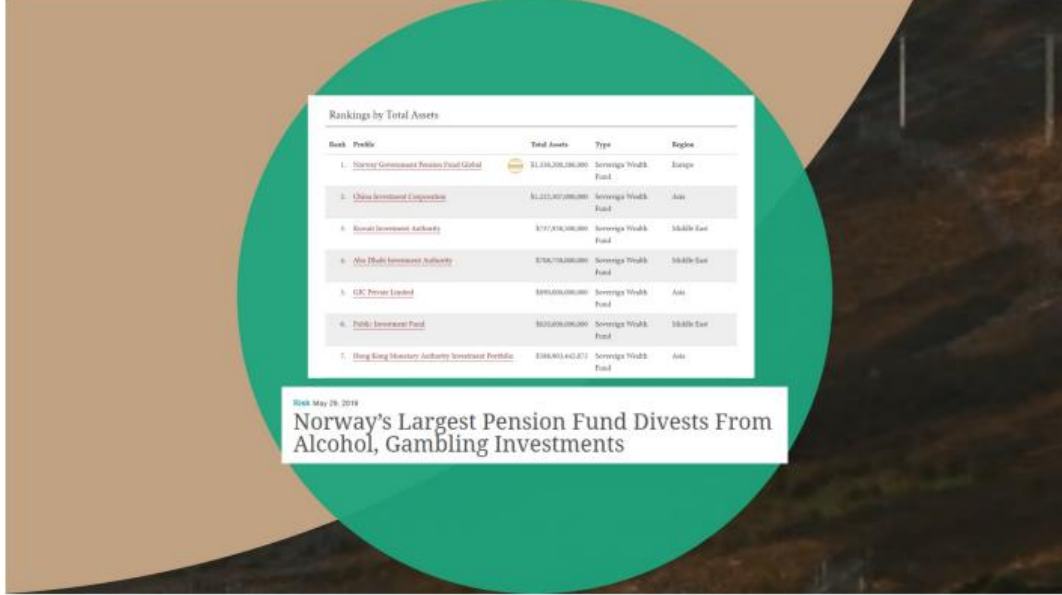 Rankings by Total Assets
Rank Profile Total Assets Type Region
1. Norway Government Pension Fund Global Sovereign Wealth Europe
Fund
2. China Investment Corporation Sovereign Wealth Asia
Fund
3. Kuwait Investment Authority Sovereign Wealth Middle East
Fund
4. Abu Dhabi Investment Authority Sovereign Wealth Middle East
Fund
5. GIC Private Limited Sovereign Wealth Asia
Fund
6. Public Investment Fund Sovereign Wealth Middle East
Fund
7. Hong Kong Monetary Authority Investment Portfolio Sovereign Wealth Asia
Fund
Risk May 29, 2019
Norway’s Largest Pension Fund Divests From
Alcohol, Gambling Investments